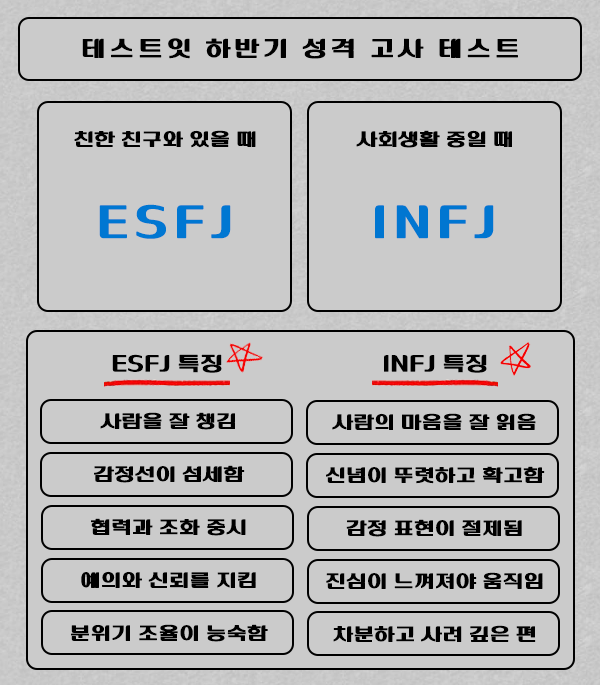 테스트잇 하반기 성격 고사 테스트
친한 친구와 있을 때
ESFJ
사회생활 중일 때
INFJ
ESFJ 특징
사람을 잘 챙김
감정선이 섬세함
협력과 조화 중시
예의와 신뢰를 지킴
분위기 조율이 능숙함
INFJ 특징
사람의 마음을 잘 읽음
신념이 뚜렷하고 확고함
감정 표현이 절제됨
진심이 느껴져야 움직임
차분하고 사려 깊은 편